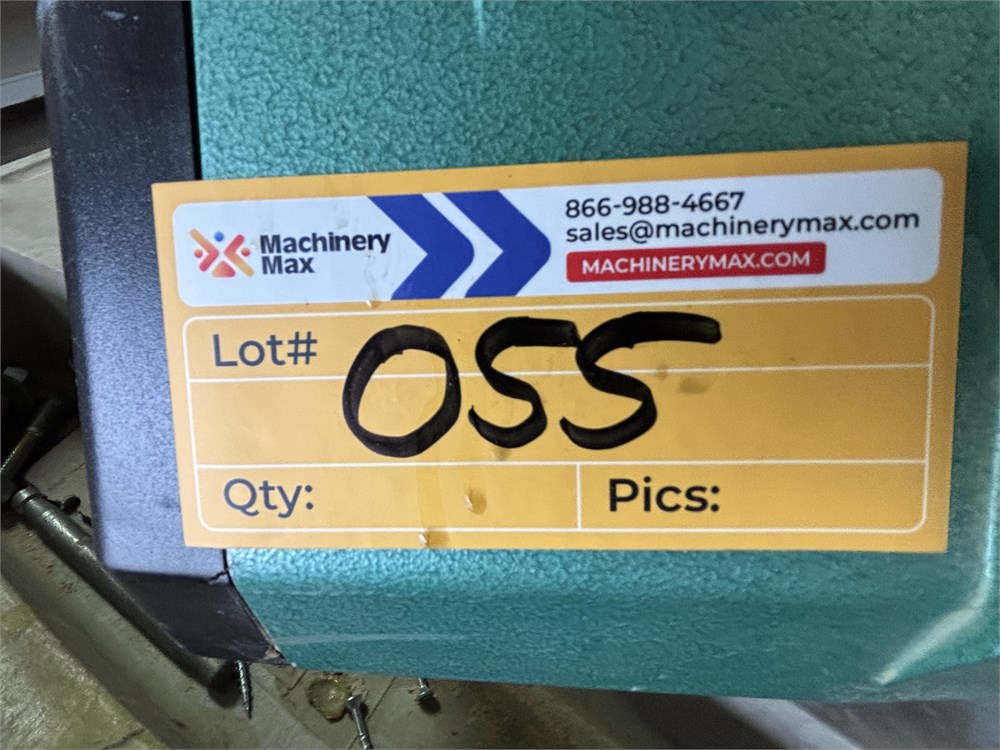 Machinery
Max
866-988-4667
sales@machinerymax.com
MACHINERYMAX.COM
Lot# 055
Qty:
Pics: